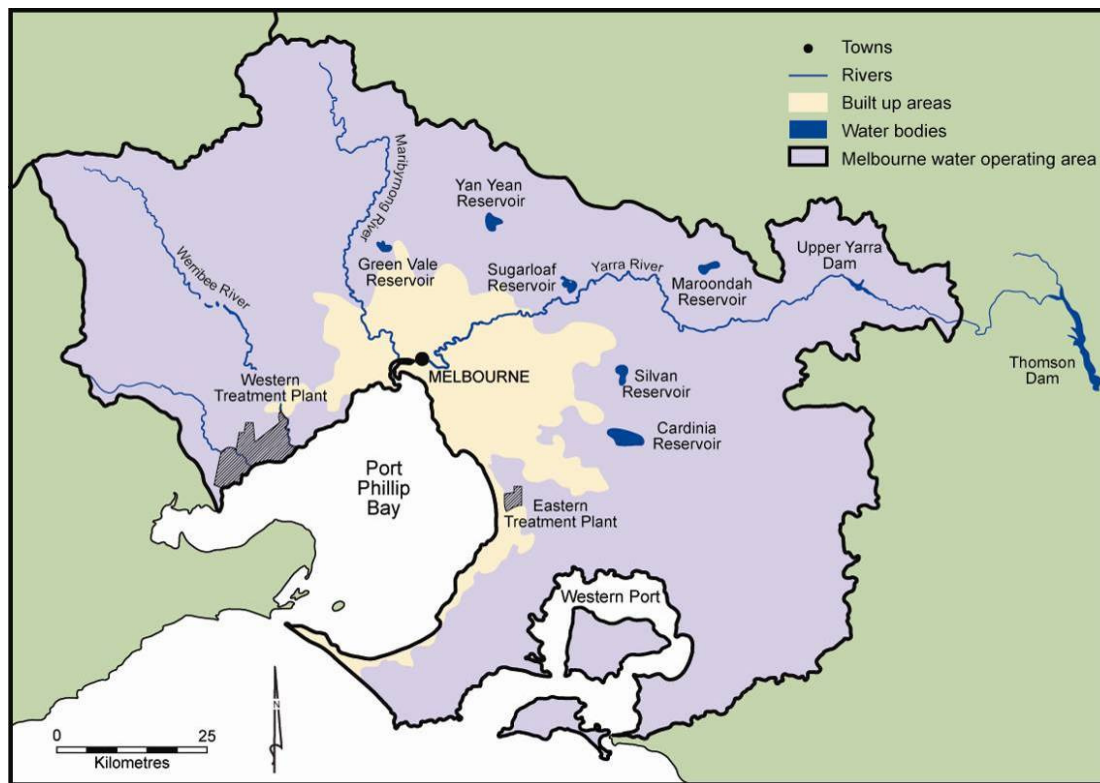 Towns
Rivers
Built up areas
Water bodies
Melbourne water operating area
Maribyrnong River
Yan Yean
Reservoir
Werribee River
Green Vale
Reservoir
Sugarloaf
Reservoir
Yarra River
Maroondah
Reservoir
Upper Yarra
Dam
Thomson
Dam
Western
Treatment Plant
MELBOURNE
Silvan
Reservoir
Cardinia
Reservoir
Port
Phillip
Bay
Eastern
Treatment Plant
Western Port
N
0
25
Kilometres